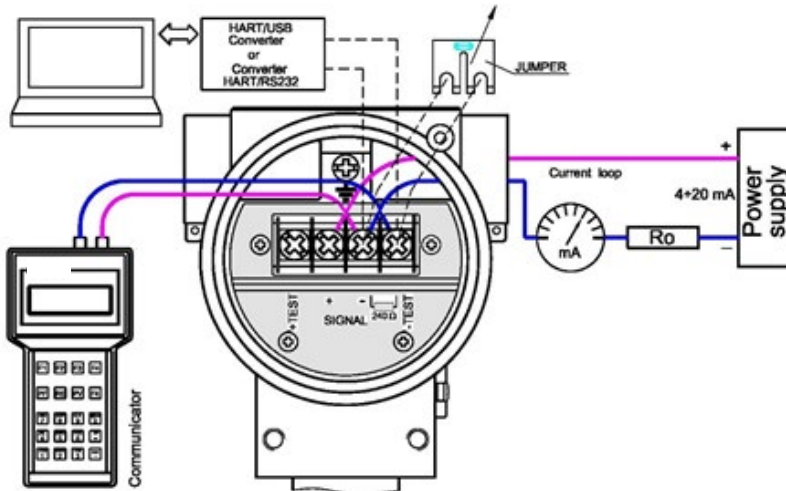 HART/USB
Converter
or
Converter
HART/RS232
JUMPER
+
Current loop
4÷20 mA
Power
supply
mA
Ro
–
+ -
SIGNAL
240 Ω
+TEST
-TEST
Communicator